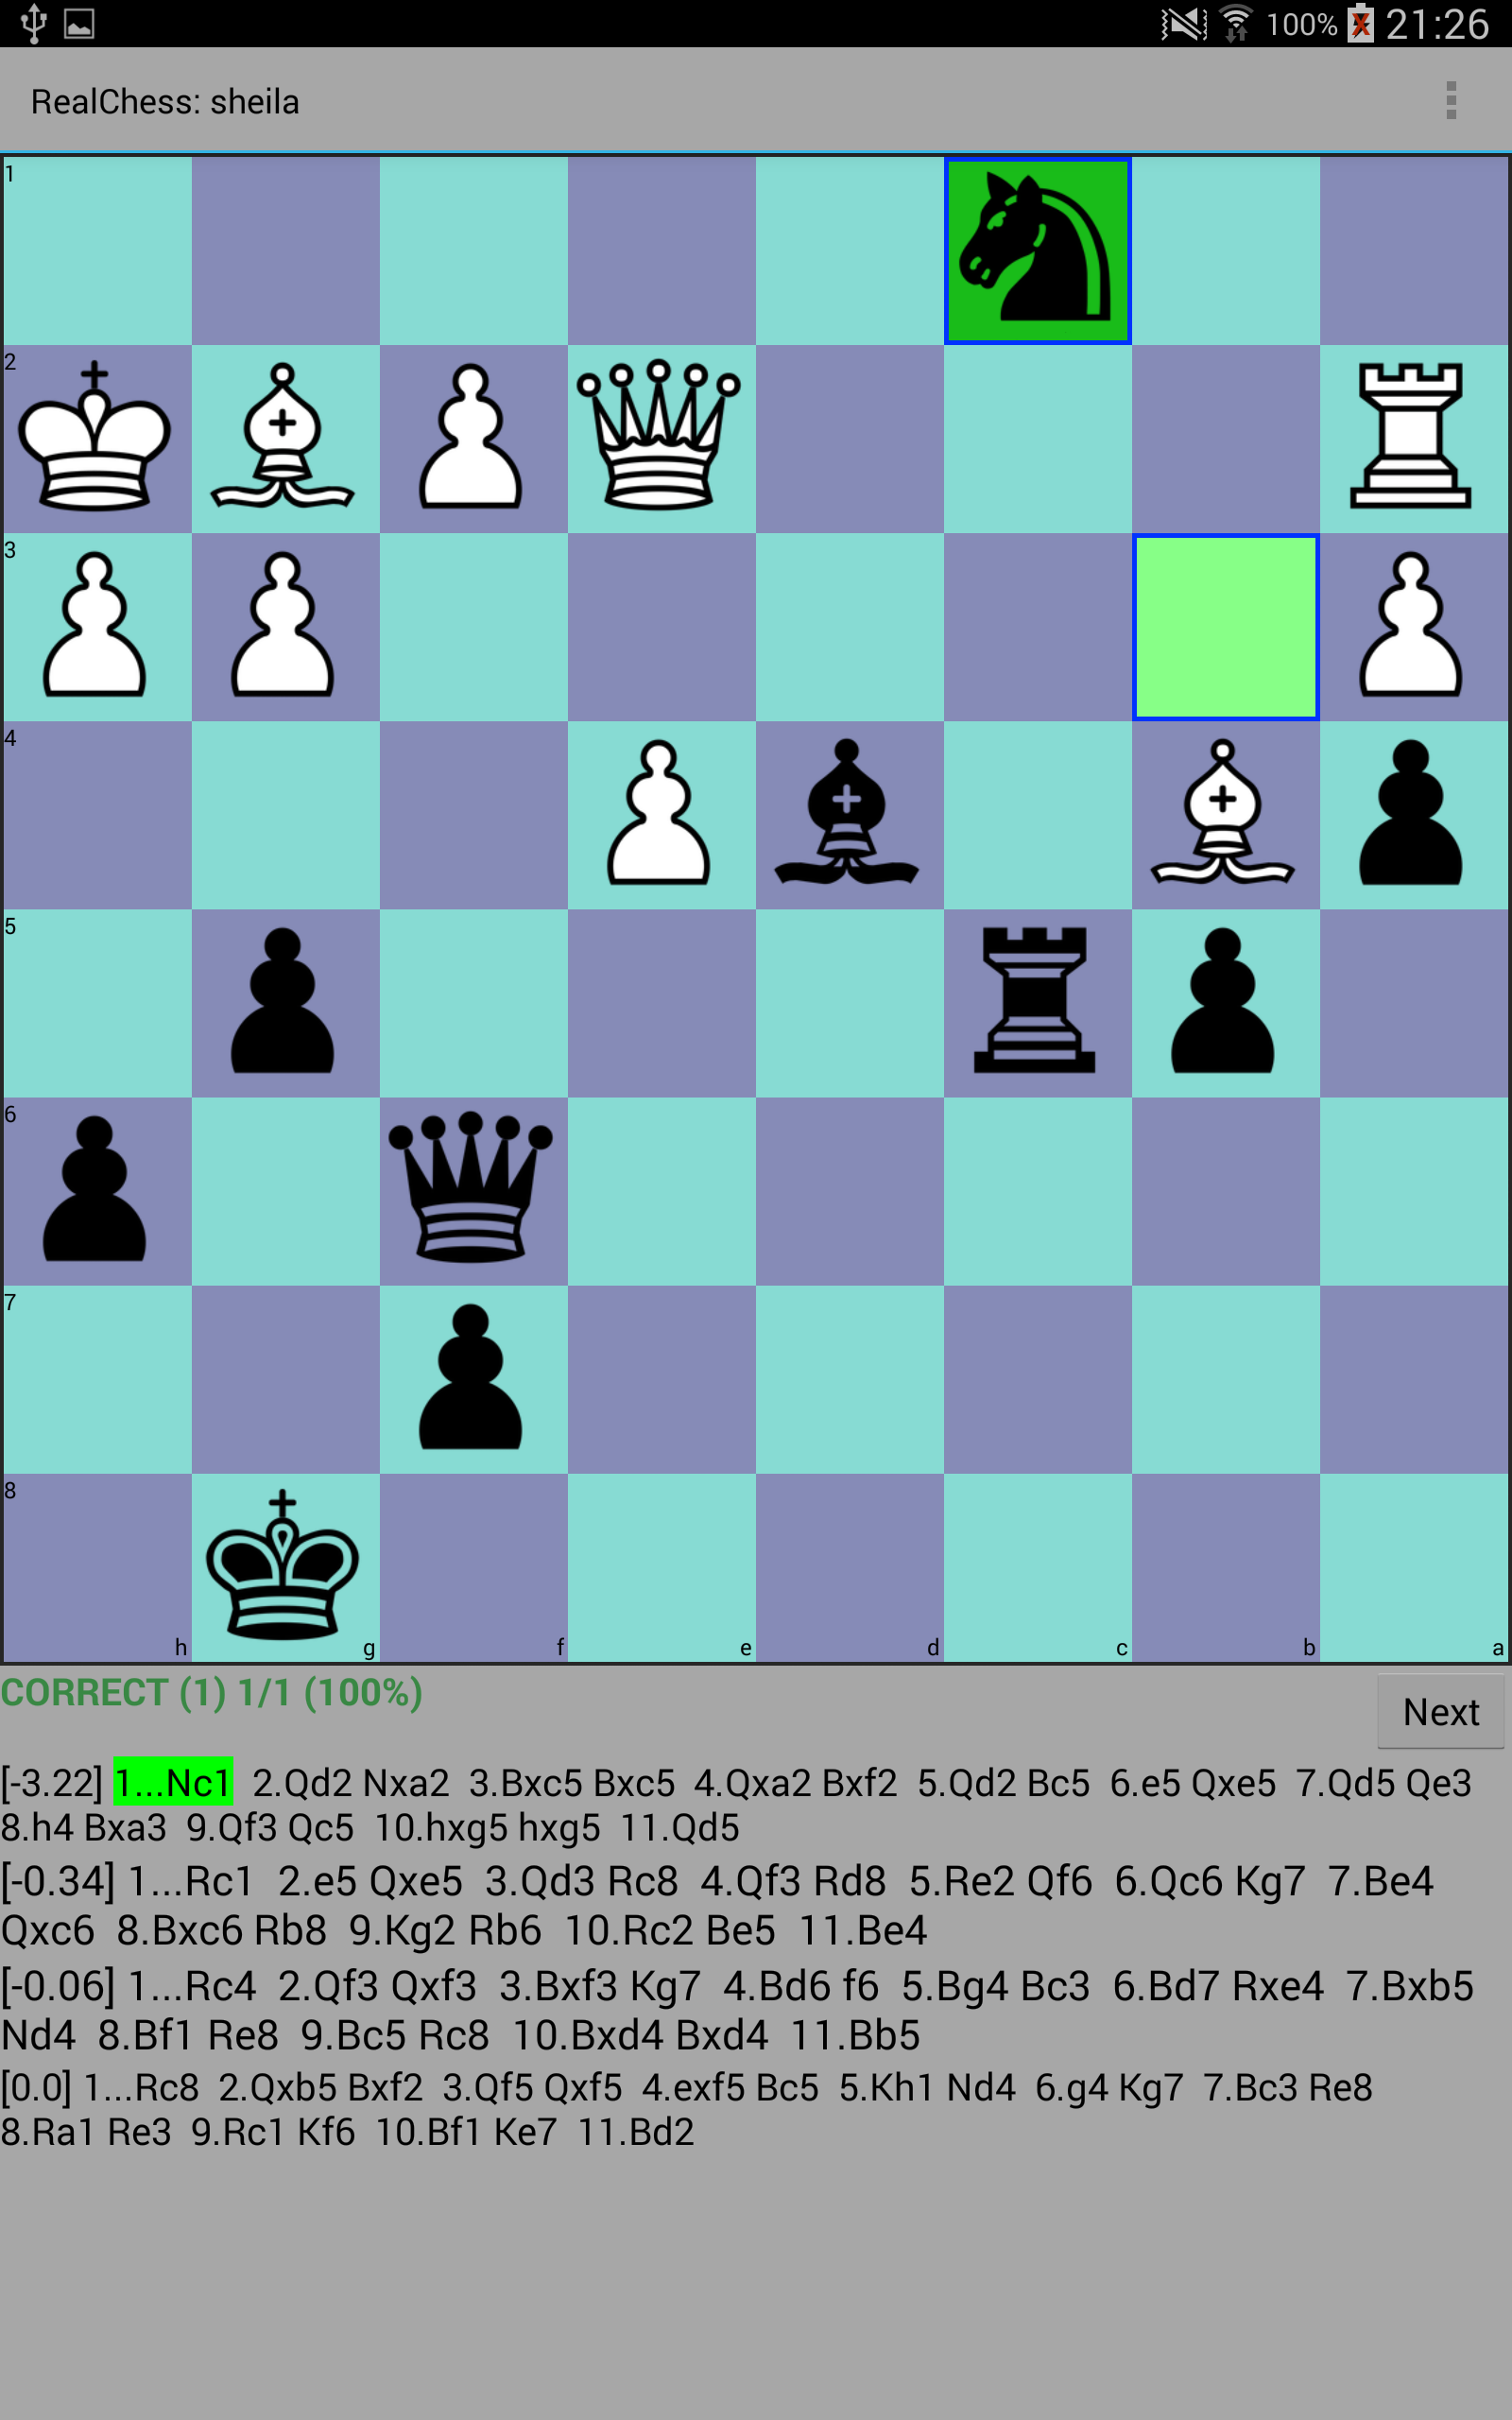 100% 21:26
RealChess: sheila
1
2
3
4
5
6
7
8
h g f e d c b a
CORRECT (1) 1/1 (100%)
Next
[-3.22] 1...Nc1 2.Qd2 Nxa2 3.Bxc5 Bxc5 4.Qxa2 Bxf2 5.Qd2 Bc5 6.e5 Qxe5 7.Qd5 Qe3
8.h4 Bxa3 9.Qf3 Qc5 10.hxg5 hxg5 11.Qd5
[-0.34] 1...Rc1 2.e5 Qxe5 3.Qd3 Rc8 4.Qf3 Rd8 5.Re2 Qf6 6.Qc6 Kg7 7.Be4
Qxc6 8.Bxc6 Rb8 9.Kg2 Rb6 10.Rc2 Be5 11.Be4
[-0.06] 1...Rc4 2.Qf3 Qxf3 3.Bxf3 Kg7 4.Bd6 f6 5.Bg4 Bc3 6.Bd7 Rxe4 7.Bxb5
Nd4 8.Bf1 Re8 9.Bc5 Rc8 10.Bxd4 Bxd4 11.Bb5
[0.0] 1...Rc8 2.Qxb5 Bxf2 3.Qf5 Qxf5 4.exf5 Bc5 5.Kh1 Nd4 6.g4 Kg7 7.Bc3 Re8
8.Ra1 Re3 9.Rc1 Kf6 10.Bf1 Ke7 11.Bd2